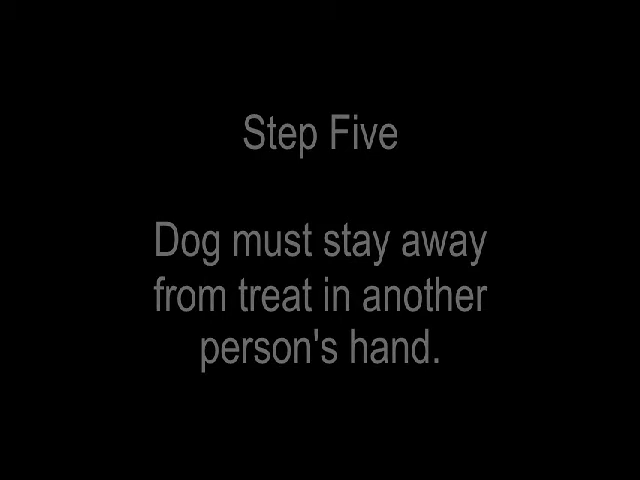 Step Five
Dog must stay away
from treat in another
person's hand.